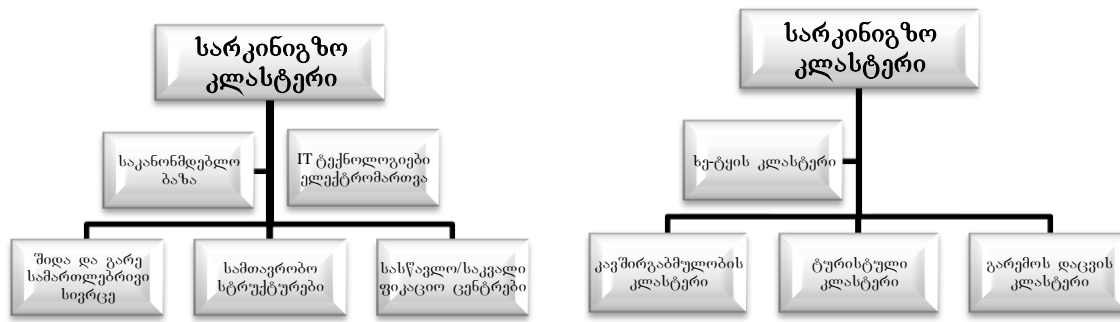 სარკინიგზო
კლასტერი
საკანონმდებლო
ბაზა
IT ტექნოლოგიები
ელექტრომართვა
შიდა და გარე
სამართლებრივი
სივრცე
სამთავრობო
სტრუქტურები
სასწავლო/საკვალი
ფიკაციო ცენტრები
სარკინიგზო
კლასტერი
ხე-ტყის კლასტერი
კავშირგაბმულობის
კლასტერი
ტურისტული
კლასტერი
გარემოს დაცვის
კლასტერი